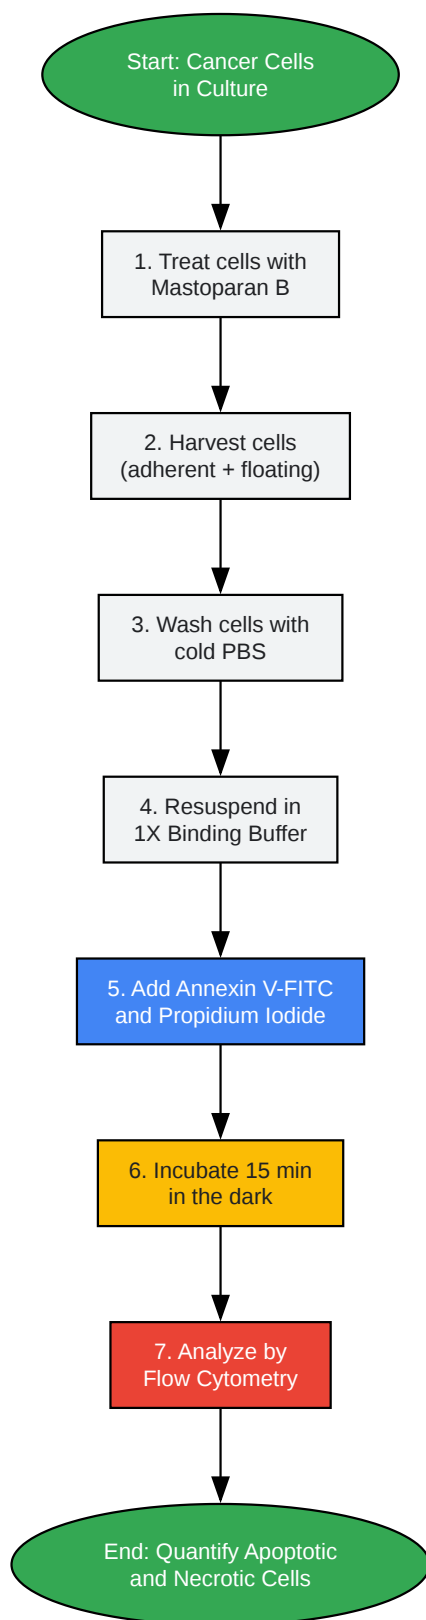 Start: Cancer Cells
in Culture
1. Treat cells with
Mastoparan B
2. Harvest cells
(adherent + floating)
3. Wash cells with
cold PBS
4. Resuspend in
1X Binding Buffer
5. Add Annexin V-FITC
and Propidium Iodide
6. Incubate 15 min
in the dark
7. Analyze by
Flow Cytometry
End: Quantify Apoptotic
and Necrotic Cells